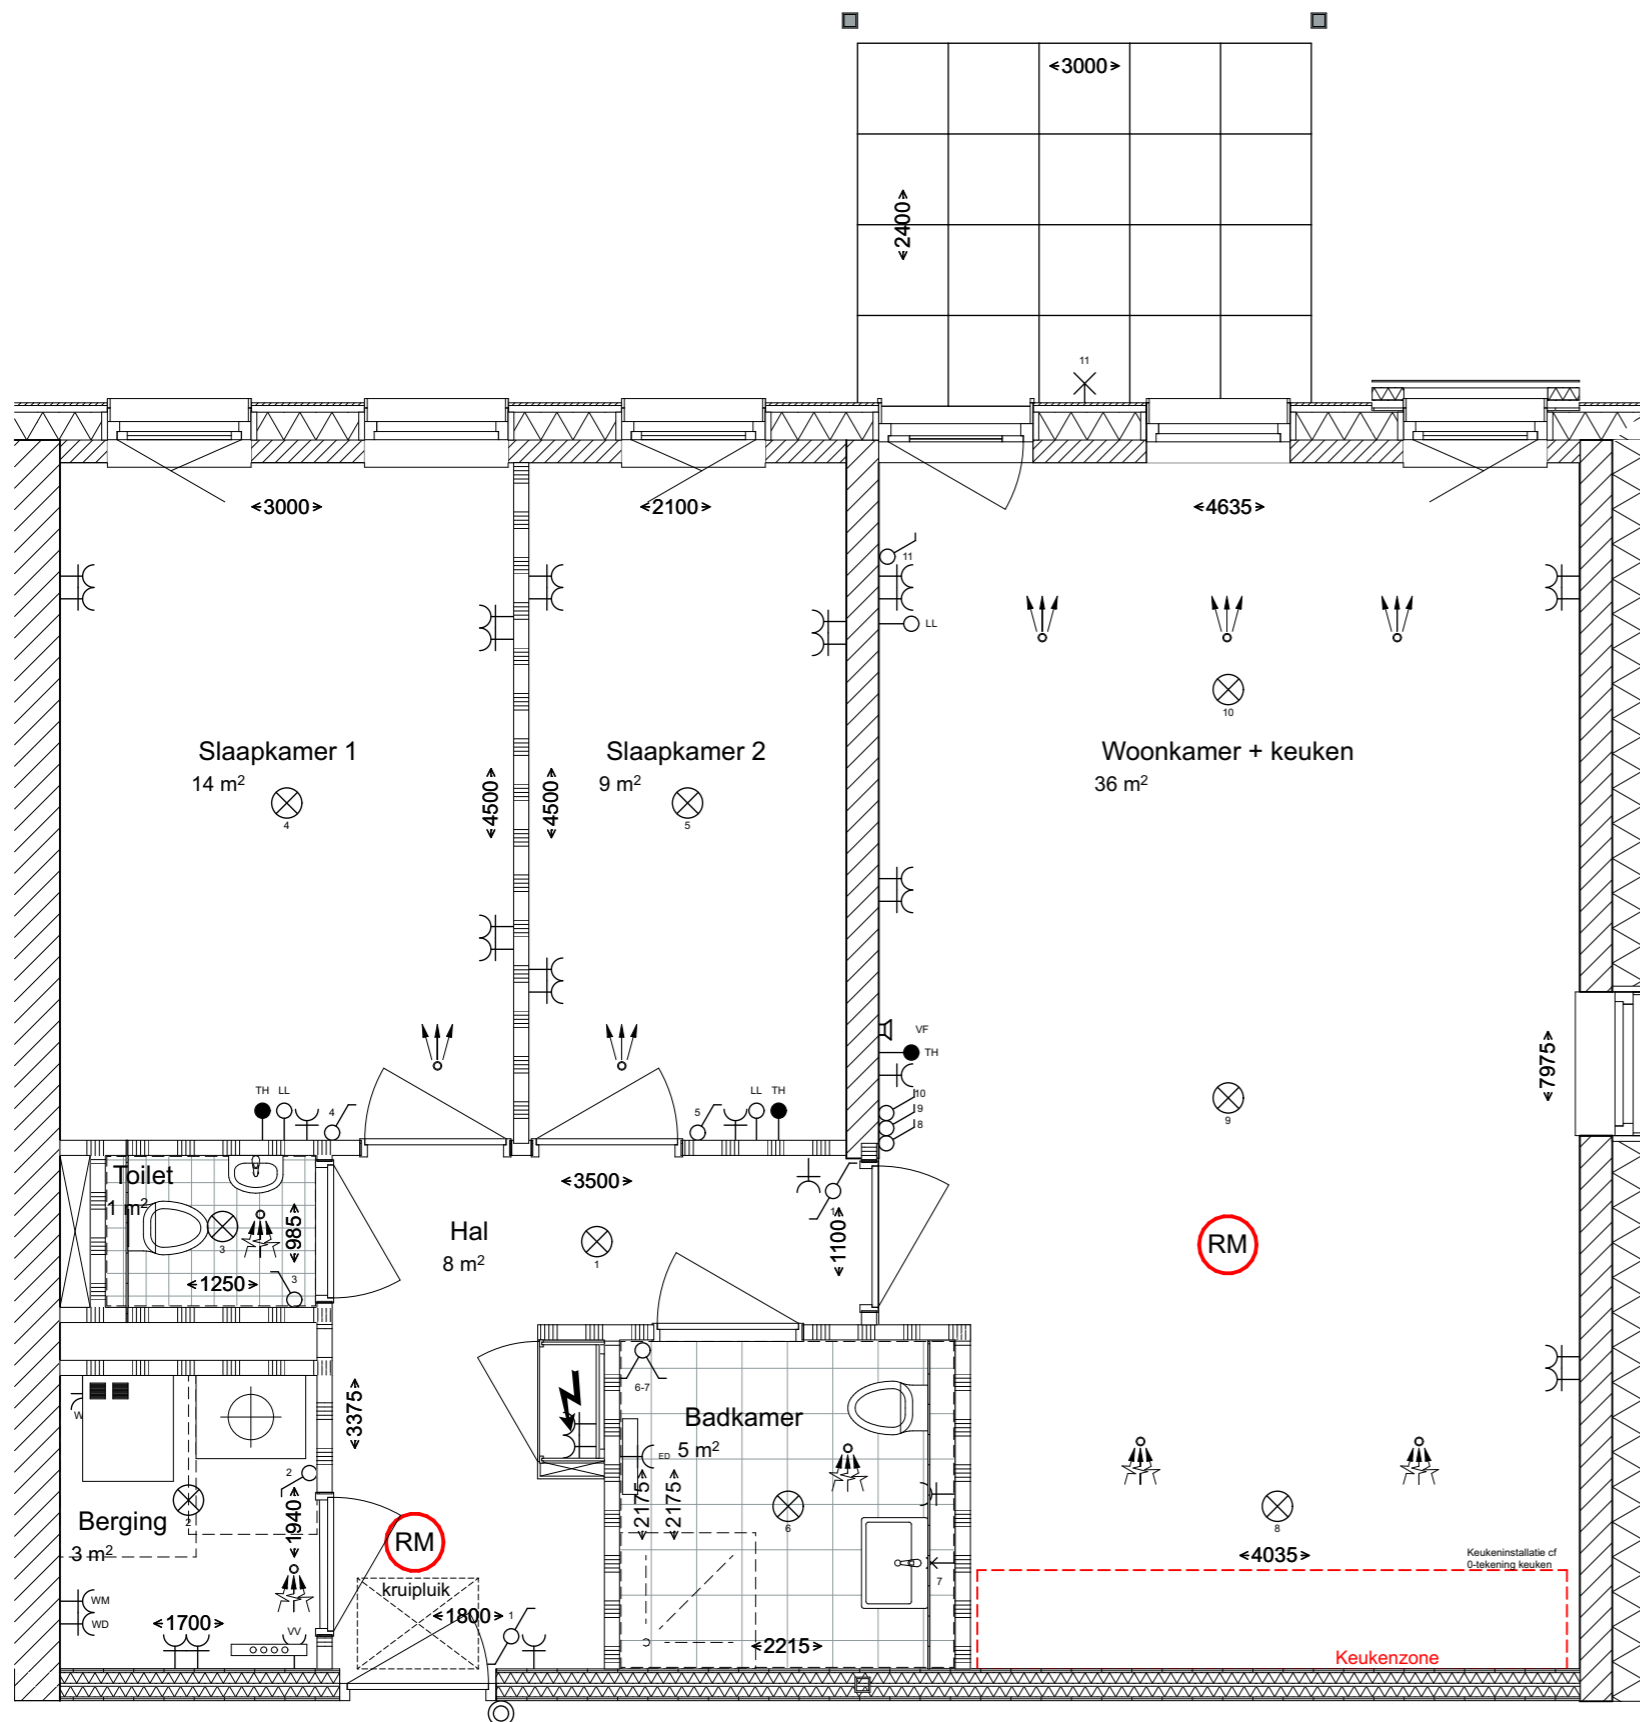 3000
2400
11
3000
2100
4635
11
LL
10
Slaapkamer 1
14 m²
4
Slaapkamer 2
9 m²
5
Woonkamer + keuken
36 m²
4500
4500
VF
TH
7975
10
9
8
9
TH LL
4
5
LL TH
Toilet
1 m²
3
985
1250
3
3500
Hal
8 m²
1
1
1100
RM
3375
6-7
Badkamer
5 m²
ED
2175
2175
6
7
2215
2
2
1940
Berging
3 m²
WM
WD
1700
VV
RM
kruipluik
1800
1
8
4035
Keukeninstallatie cf
0-tekening keuken
Keukenzone